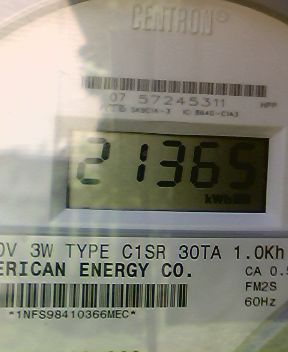 CENTRON®
07 57245311
HPP
21365
kWh
0V 3W TYPE C1SR 30TA 1.0Kh
ERICAN ENERGY CO.
CA 0.5
FM2S
60Hz
*1NFS98410366MEC*